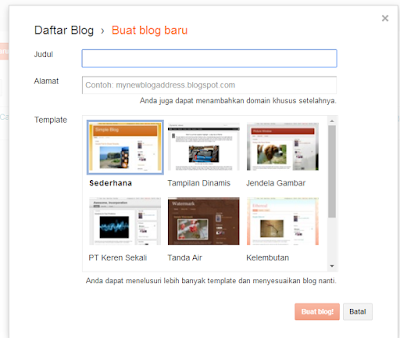 Daftar Blog › Buat blog baru
Judul
Alamat
Contoh: mynewblogaddress.blogspot.com
Anda juga dapat menambahkan domain khusus setelahnya.
Template
Simple Blog
Sederhana
Tampilan Dinamis
Jendela Gambar
Watermark
PT Keren Sekali
Tanda Air
Kelembutan
Anda dapat menelusuri lebih banyak template dan menyesuaikan blog nanti.
Buat blog! Batal